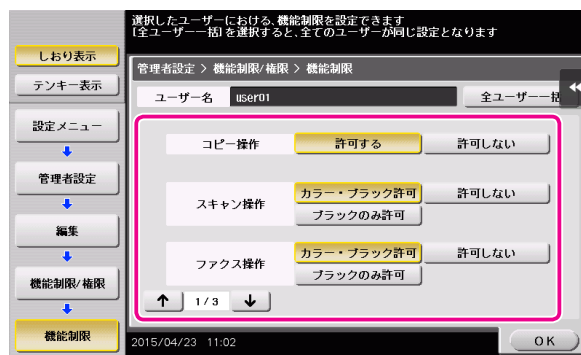 選択したユーザーにおける、機能制限を設定できます
[全ユーザー一括] を選択すると、全てのユーザーが同じ設定となります
しおり表示
テンキー表示
設定メニュー
管理者設定
編集
機能制限/権限
機能制限
管理者設定 > 機能制限/権限 > 機能制限
ユーザー名 user01 全ユーザー一括
コピー操作 許可する 許可しない
スキャン操作 カラー・ブラック許可 許可しない
ブラックのみ許可
ファクス操作 カラー・ブラック許可 許可しない
ブラックのみ許可
↑ 1/3 ↓
2015/04/23 11:02 OK